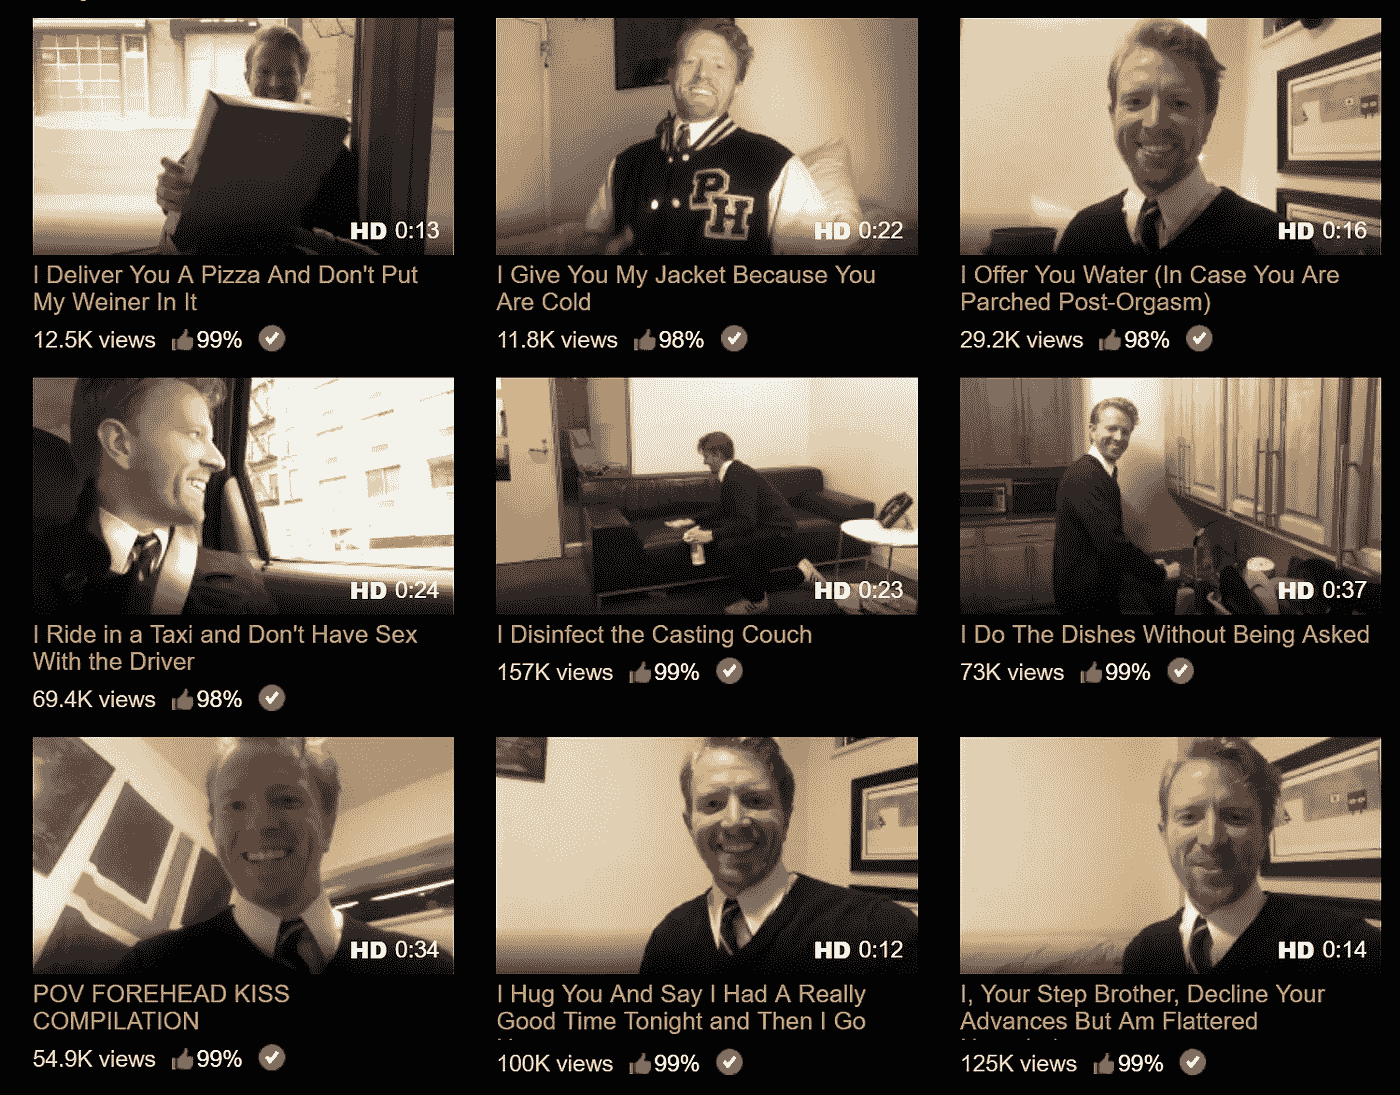 HD 0:13
HD 0:22
HD 0:16
I Deliver You A Pizza And Don't Put
My Weiner In It
12.5K views 99%
PH
I Give You My Jacket Because You
Are Cold
11.8K views 98%
I Offer You Water (In Case You Are
Parched Post-Orgasm)
29.2K views 98%
HD 0:24
HD 0:23
HD 0:37
I Ride in a Taxi and Don't Have Sex
With the Driver
69.4K views 98%
I Disinfect the Casting Couch
157K views 99%
I Do The Dishes Without Being Asked
73K views 99%
HD 0:34
HD 0:12
HD 0:14
POV FOREHEAD KISS
COMPILATION
54.9K views 99%
I Hug You And Say I Had A Really
Good Time Tonight and Then I Go
100K views 99%
I, Your Step Brother, Decline Your
Advances But Am Flattered
125K views 99%